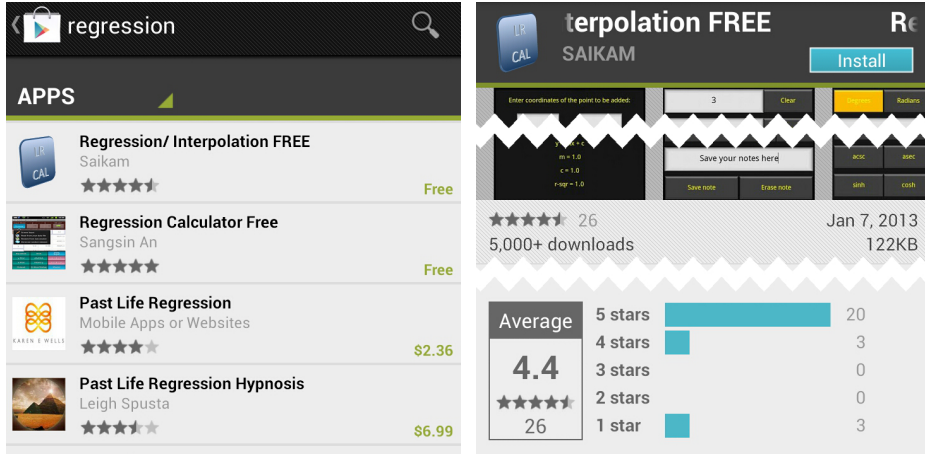 regression
APPS
LR
CAL
Regression/ Interpolation FREE
Saikam
Free
Regression Calculator Free
Sangsin An
Free
KAREN E WELLS
Past Life Regression
Mobile Apps or Websites
$2.36
Past Life Regression Hypnosis
Leigh Spusta
$6.99
LR
CAL
terpolation FREE
Re
SAIKAM
Install
Enter coordinates of the point to be added:
m = 1.0
c = 1.0
r-sqr = 1.0
3
Clear
Save your notes here
Save note
Erase note
Degrees
Radians
acsc
asec
sinh
cosh
26
Jan 7, 2013
5,000+ downloads
122KB
Average
4.4
26
5 stars
20
4 stars
3
3 stars
0
2 stars
0
1 star
3